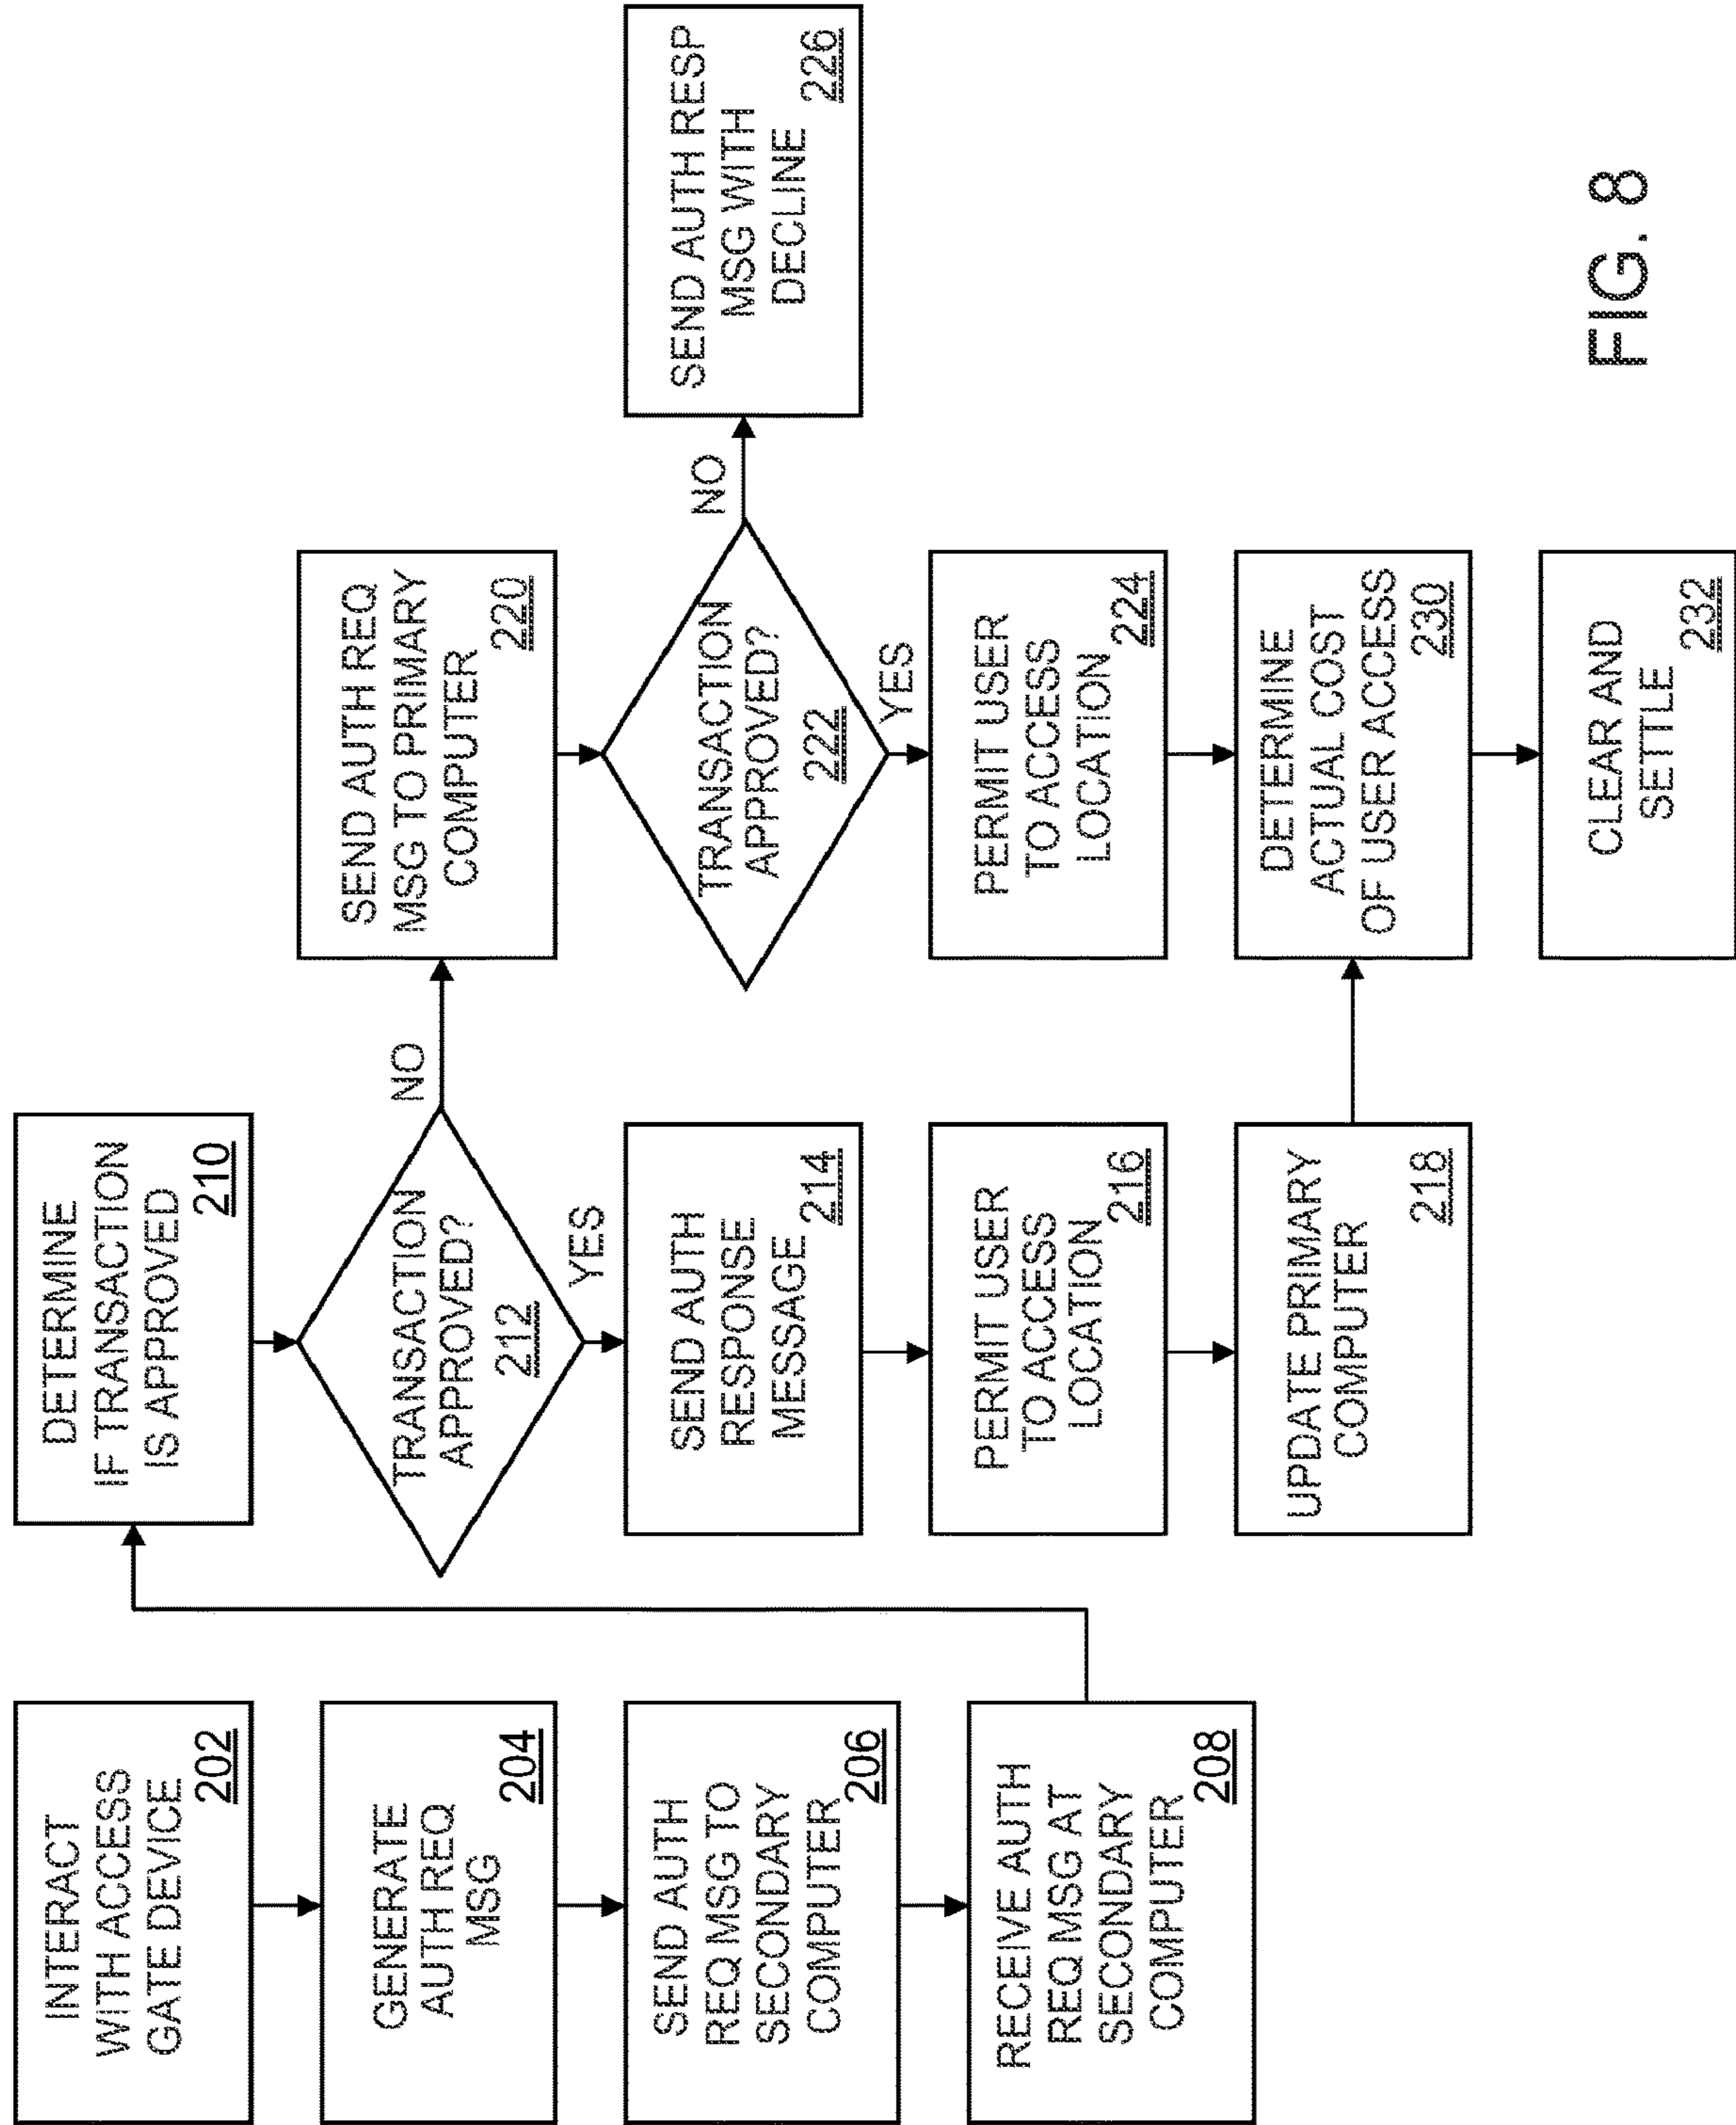 INTERACT
WITH ACCESS
GATE DEVICE
202
GENERATE
AUTH REQ
MSG
204
SEND AUTH
REQ MSG TO
SECONDARY
COMPUTER
206
RECEIVE AUTH
REQ MSG AT
SECONDARY
COMPUTER
208
DETERMINE
IF TRANSACTION
IS APPROVED
210
TRANSACTION
APPROVED?
212
NO
YES
SEND AUTH
RESPONSE
MESSAGE
214
PERMIT USER
TO ACCESS
LOCATION
216
UPDATE PRIMARY
COMPUTER
218
SEND AUTH REQ
MSG TO PRIMARY
COMPUTER
220
TRANSACTION
APPROVED?
222
NO
YES
PERMIT USER
TO ACCESS
LOCATION
224
SEND AUTH RESP
MSG WITH
DECLINE
226
DETERMINE
ACTUAL COST
OF USER ACCESS
230
CLEAR AND
SETTLE
232
FIG. 8